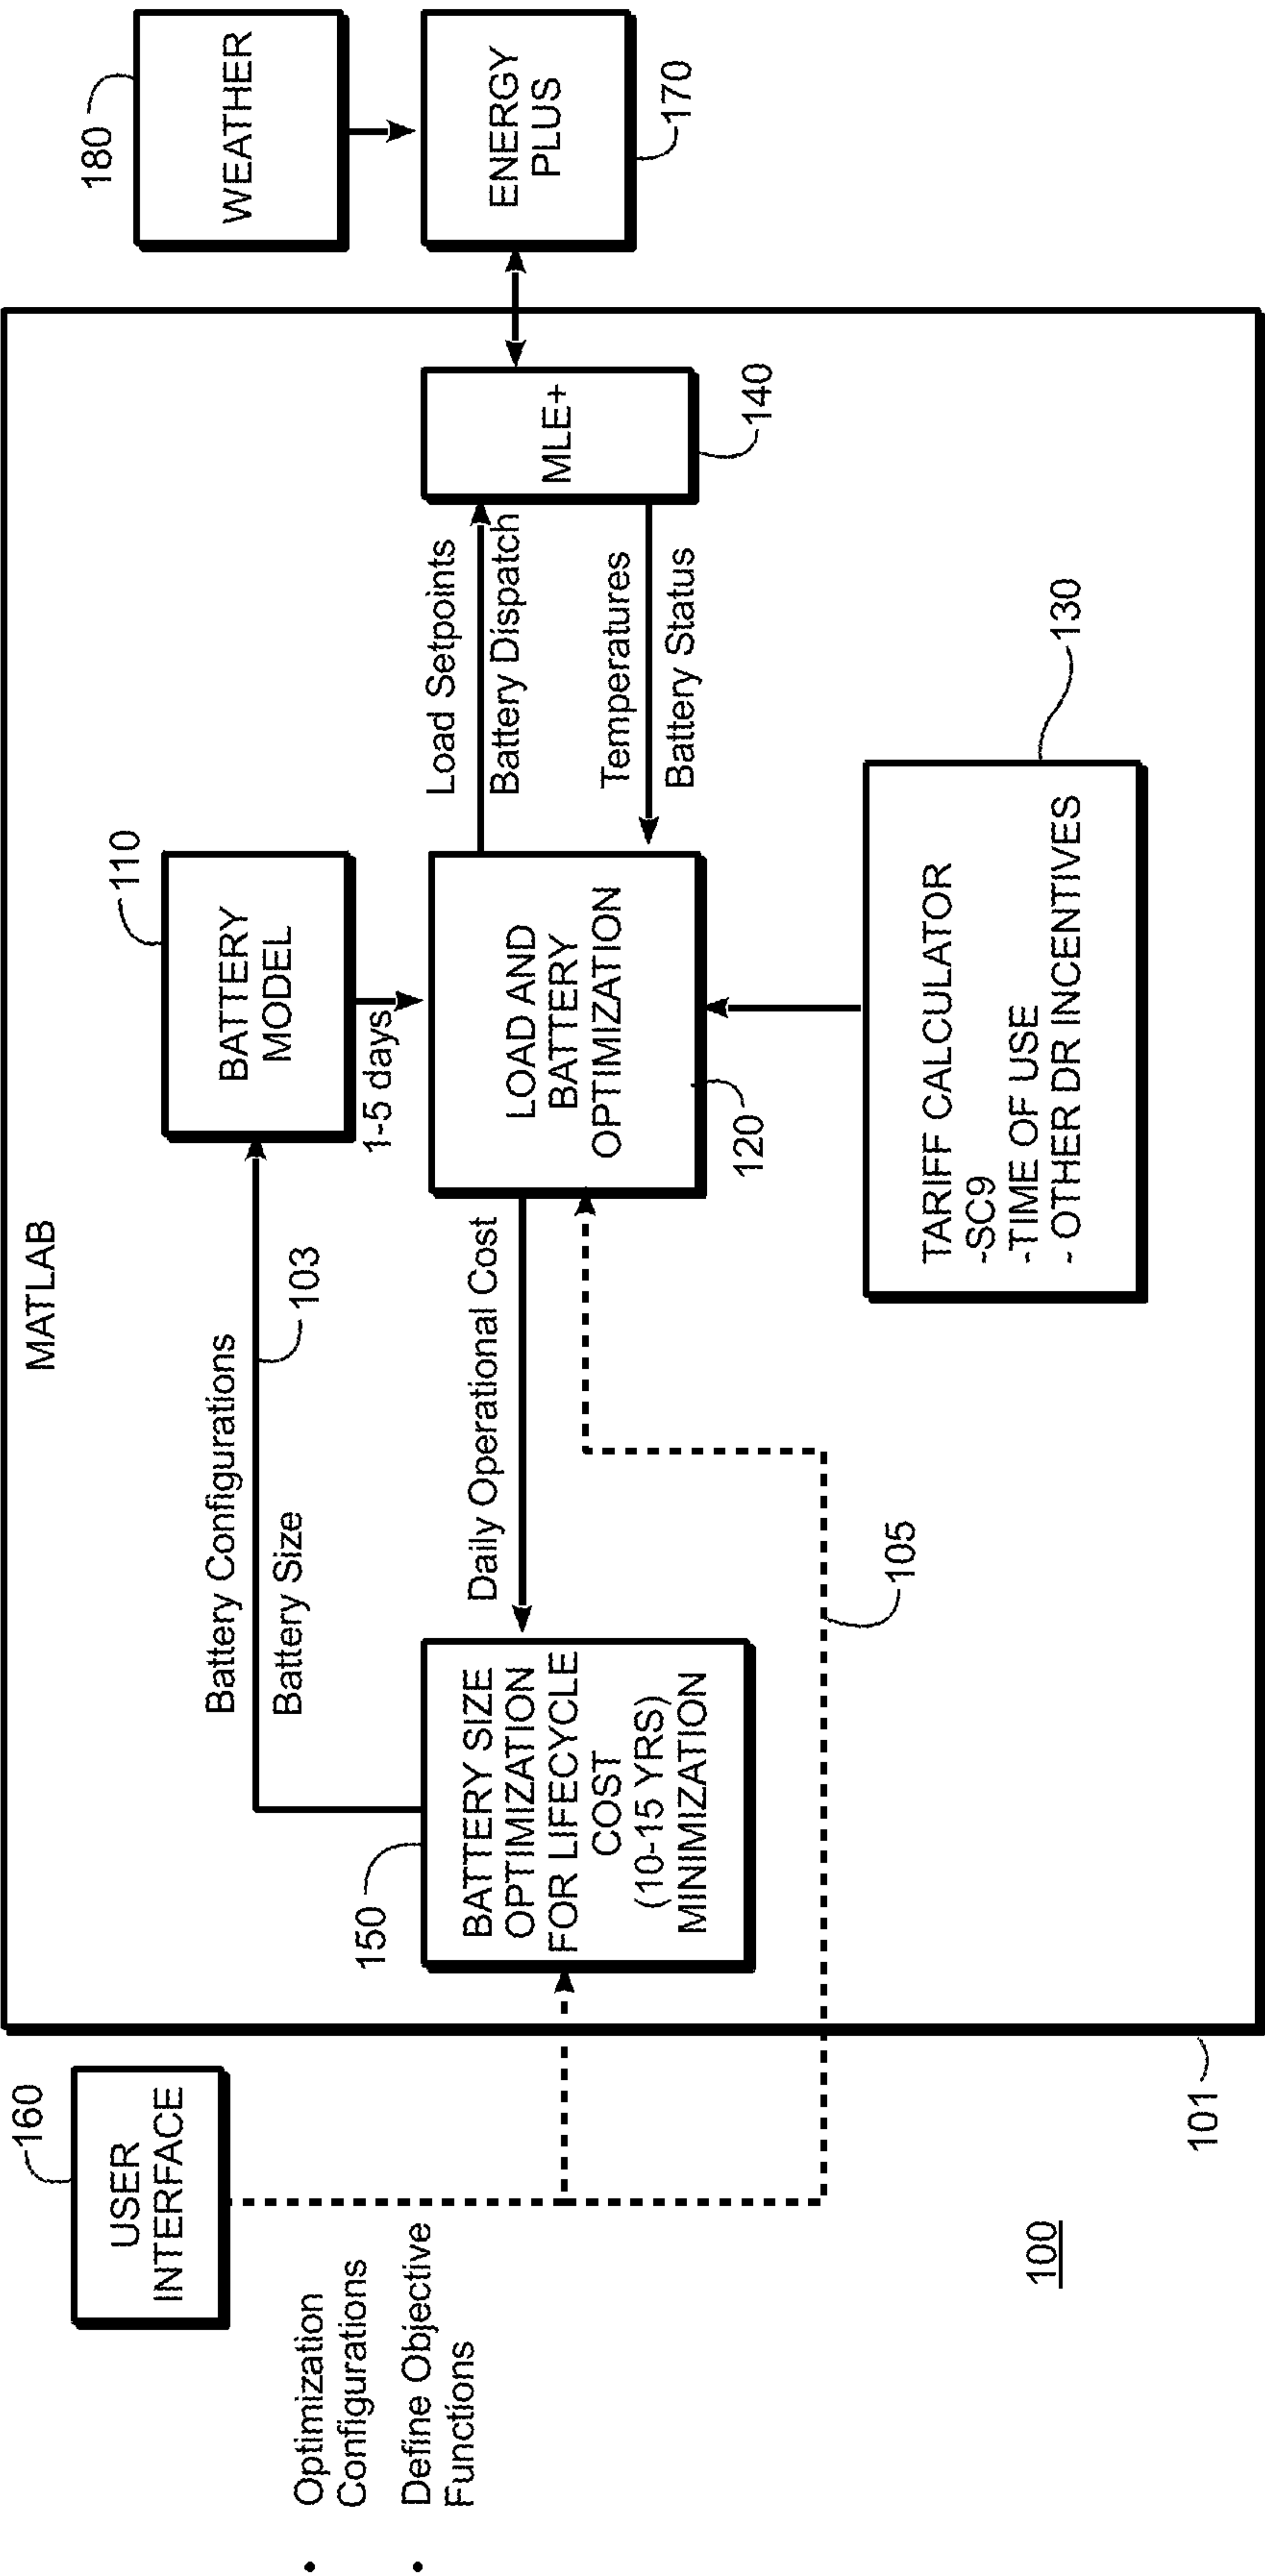 160
USER
INTERFACE
• Optimization
Configurations
• Define Objective
Functions
100
101
MATLAB
Battery Configurations
103
Battery Size
150
BATTERY SIZE
OPTIMIZATION
FOR LIFECYCLE
COST
(10-15 YRS)
MINIMIZATION
Daily Operational Cost
105
110
BATTERY
MODEL
1-5 days
LOAD AND
BATTERY
OPTIMIZATION
120
Load Setpoints
Battery Dispatch
Temperatures
Battery Status
MLE+
140
130
TARIFF CALCULATOR
-SC9
-TIME OF USE
- OTHER DR INCENTIVES
180
WEATHER
ENERGY
PLUS
170